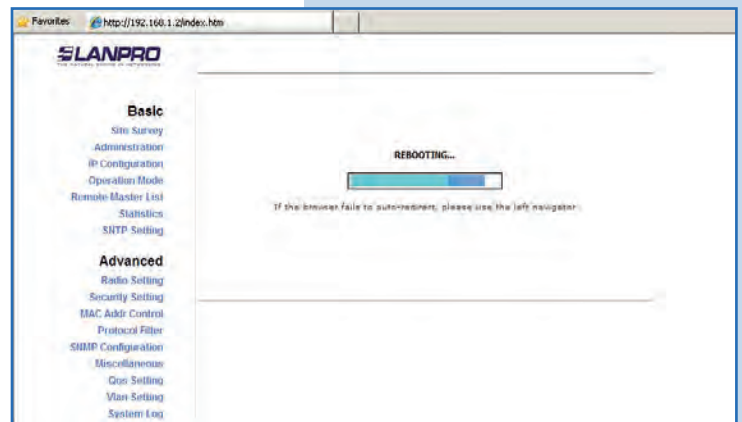 Favorites http://192.168.1.2/index.htm
LANPRO
Basic
Site Survey
Administration
IP Configuration
Operation Mode
Remote Master List
Statistics
SNTP Setting
Advanced
Radio Setting
Security Setting
MAC Addr Control
Protocol Filter
SNMP Configuration
Miscellaneous
Qos Setting
Vlan Setting
System Log
REBOOTING...
If the browser fails to auto-redirect, please use the left navigator